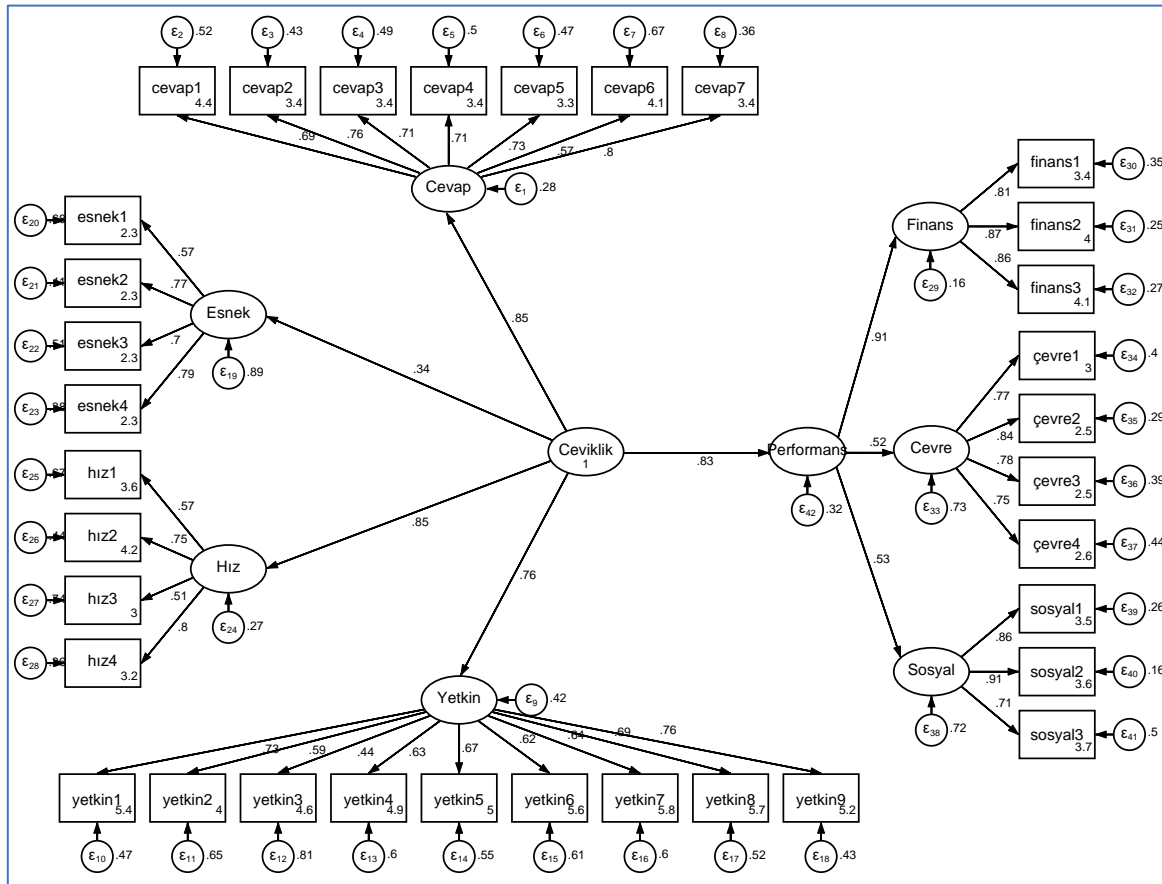 ε2 .52 ε3 .43 ε4 .49 ε5 .5 ε6 .47 ε7 .67 ε8 .36
cevap1 4.4 cevap2 3.4 cevap3 3.4 cevap4 3.4 cevap5 3.3 cevap6 4.1 cevap7 3.4
.69 .76 .71 .71 .73 .57 .8
Cevap ε1 .28
ε20 esnek1 2.3
ε21 esnek2 2.3
ε22 esnek3 2.3
ε23 esnek4 2.3
.57
.77
.7
.79
Esnek
ε19 .89
.34
.85
ε25 hız1 3.6
ε26 hız2 4.2
ε27 hız3 3
ε28 hız4 3.2
.57
.75
.51
.8
Hız
ε24 .27
.85
Ceviklik 1
.83
.76
Yetkin ε9 .42
.73 .59 .44 .63 .67 .62 .64 .69 .76
yetkin1 5.4 yetkin2 4 yetkin3 4.6 yetkin4 4.9 yetkin5 5 yetkin6 5.6 yetkin7 5.8 yetkin8 5.7 yetkin9 5.2
ε10 .47 ε11 .65 ε12 .81 ε13 .6 ε14 .55 ε15 .61 ε16 .6 ε17 .52 ε18 .43
Performans
ε42 .32
.91
.52
.53
Finans
ε29 .16
.81
.87
.86
finans1 3.4 ε30 .35
finans2 4 ε31 .25
finans3 4.1 ε32 .27
Cevre
ε33 .73
.77
.84
.78
.75
çevre1 3 ε34 .4
çevre2 2.5 ε35 .29
çevre3 2.5 ε36 .39
çevre4 2.6 ε37 .44
Sosyal
ε38 .72
.86
.91
.71
sosyal1 3.5 ε39 .26
sosyal2 3.6 ε40 .16
sosyal3 3.7 ε41 .5